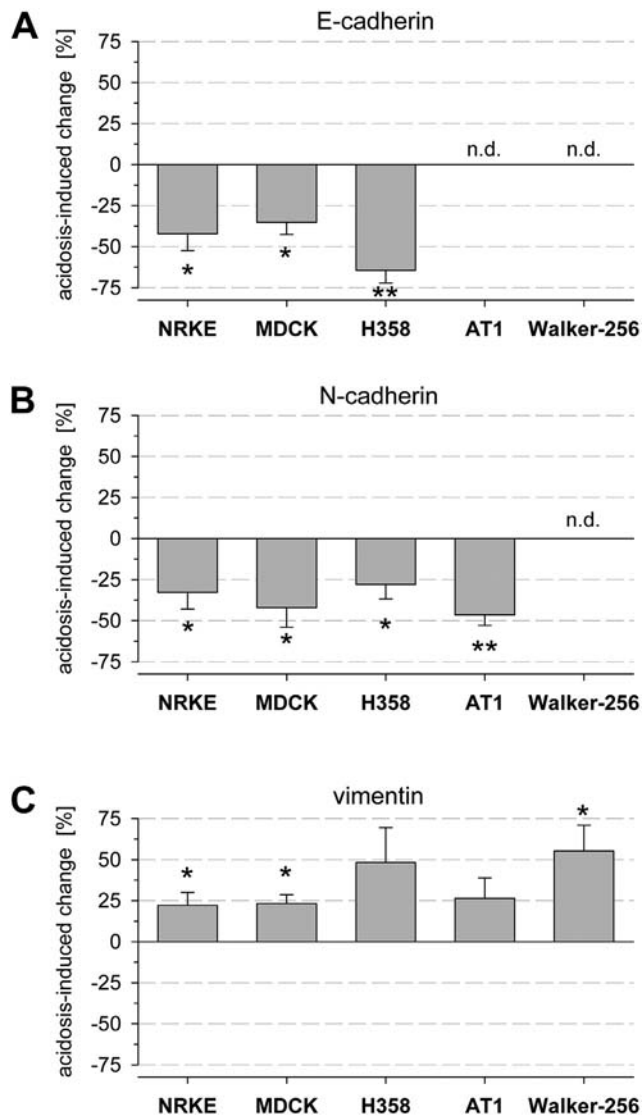 A
E-cadherin
acidosis-induced change [%]
75
50
25
0
-25
-50
-75
n.d.
n.d.
*
*
**
NRKE MDCK H358 AT1 Walker-256
B
N-cadherin
acidosis-induced change [%]
75
50
25
0
-25
-50
-75
n.d.
*
*
*
**
NRKE MDCK H358 AT1 Walker-256
C
vimentin
acidosis-induced change [%]
75
50
25
0
-25
-50
-75
*
*
*
NRKE MDCK H358 AT1 Walker-256